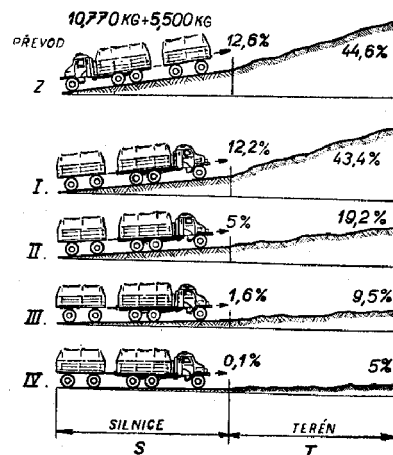 10,770 KG+5,500 KG
PŘEVOD
12,6%
44,6%
Z
12,2%
43,4%
I.
5%
19,2%
II.
1,6%
9,5%
III.
0,1%
5%
IV.
SILNICE
TERÉN
S
T